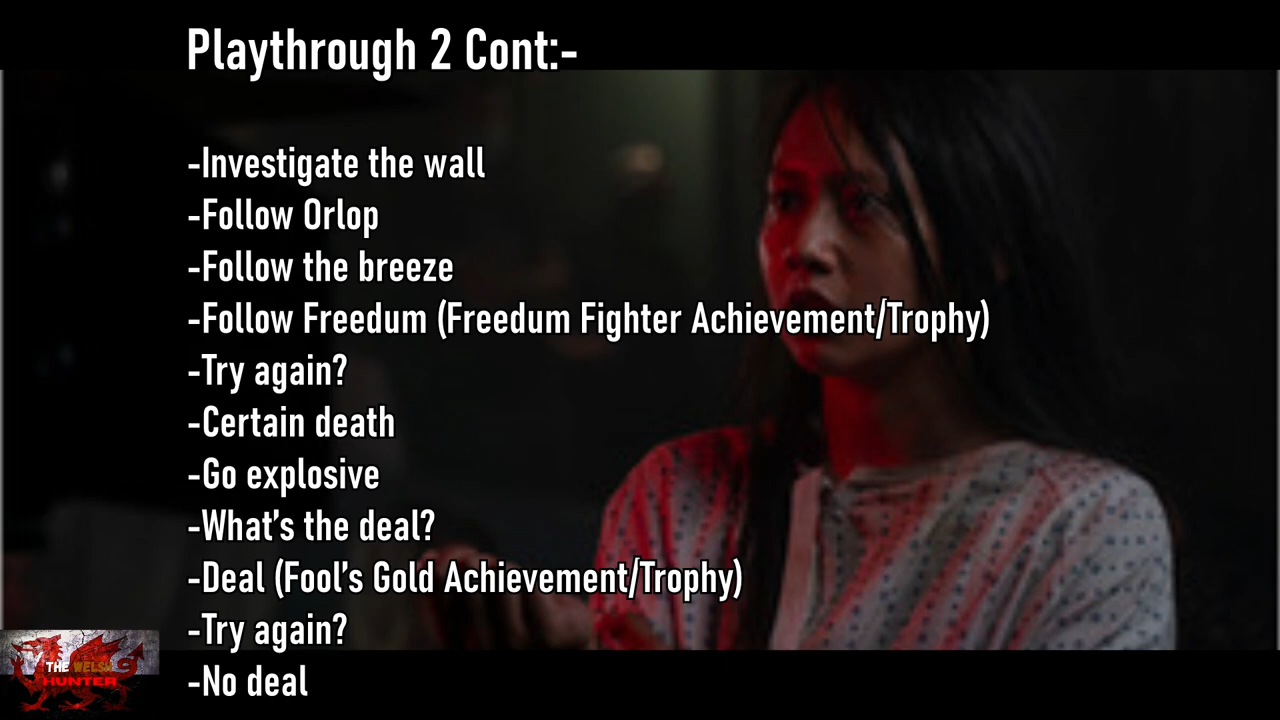 Playthrough 2 Cont:-
-Investigate the wall
-Follow Orlop
-Follow the breeze
-Follow Freedum (Freedum Fighter Achievement/Trophy)
-Try again?
-Certain death
-Go explosive
-What's the deal?
-Deal (Fool's Gold Achievement/Trophy)
-Try again?
-No deal
THE WELSH
HUNTER